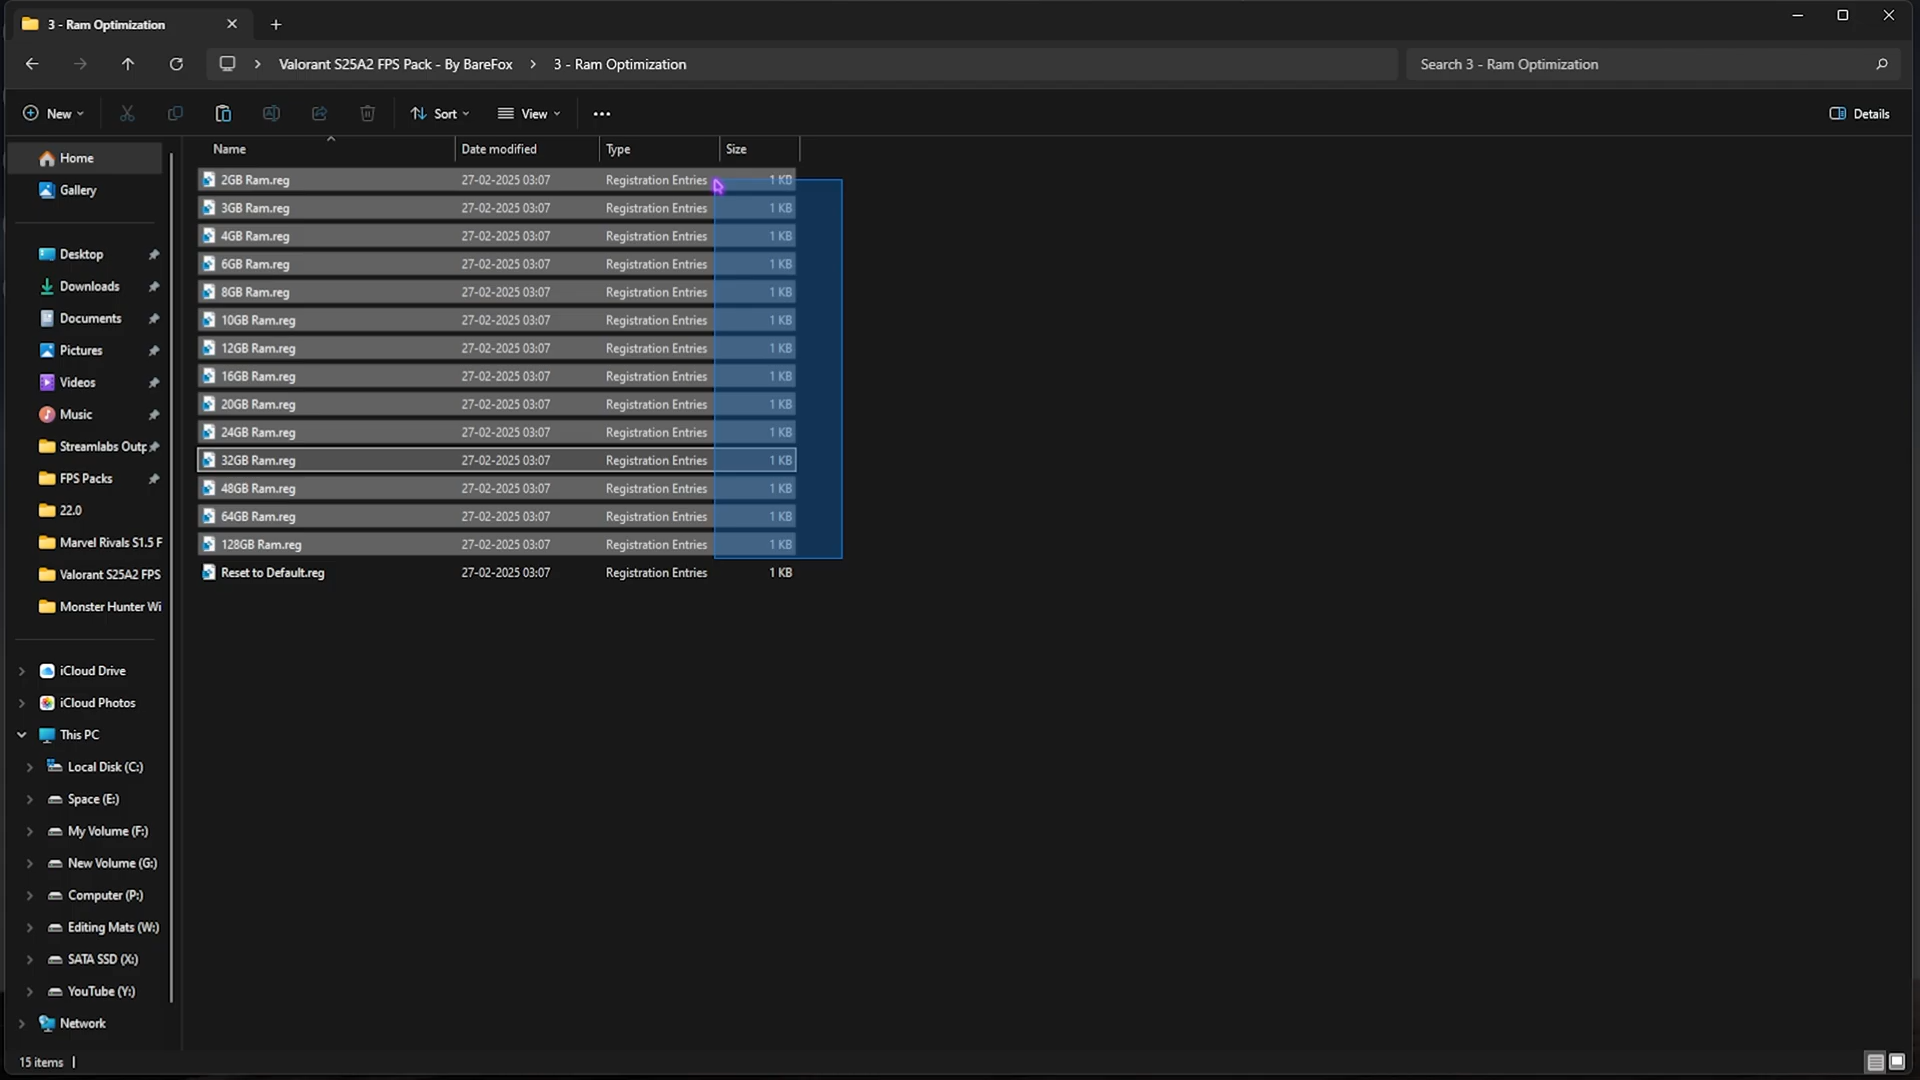 3 - Ram Optimization
Valorant S25A2 FPS Pack - By BareFox
3 - Ram Optimization
Search 3 - Ram Optimization
New
Sort
View
Details
Name
Date modified
Type
Size
2GB Ram.reg 27-02-2025 03:07 Registration Entries 1 KB
3GB Ram.reg 27-02-2025 03:07 Registration Entries 1 KB
4GB Ram.reg 27-02-2025 03:07 Registration Entries 1 KB
6GB Ram.reg 27-02-2025 03:07 Registration Entries 1 KB
8GB Ram.reg 27-02-2025 03:07 Registration Entries 1 KB
10GB Ram.reg 27-02-2025 03:07 Registration Entries 1 KB
12GB Ram.reg 27-02-2025 03:07 Registration Entries 1 KB
16GB Ram.reg 27-02-2025 03:07 Registration Entries 1 KB
20GB Ram.reg 27-02-2025 03:07 Registration Entries 1 KB
24GB Ram.reg 27-02-2025 03:07 Registration Entries 1 KB
32GB Ram.reg 27-02-2025 03:07 Registration Entries 1 KB
48GB Ram.reg 27-02-2025 03:07 Registration Entries 1 KB
64GB Ram.reg 27-02-2025 03:07 Registration Entries 1 KB
128GB Ram.reg 27-02-2025 03:07 Registration Entries 1 KB
Reset to Default.reg 27-02-2025 03:07 Registration Entries 1 KB
Home
Gallery
Desktop
Downloads
Documents
Pictures
Videos
Music
Streamlabs Outp
FPS Packs
22.0
Marvel Rivals S1.5 F
Valorant S25A2 FPS
Monster Hunter Wi
iCloud Drive
iCloud Photos
This PC
Local Disk (C:)
Space (E:)
My Volume (F:)
New Volume (G:)
Computer (P:)
Editing Mats (W:)
SATA SSD (X:)
YouTube (Y:)
Network
15 items